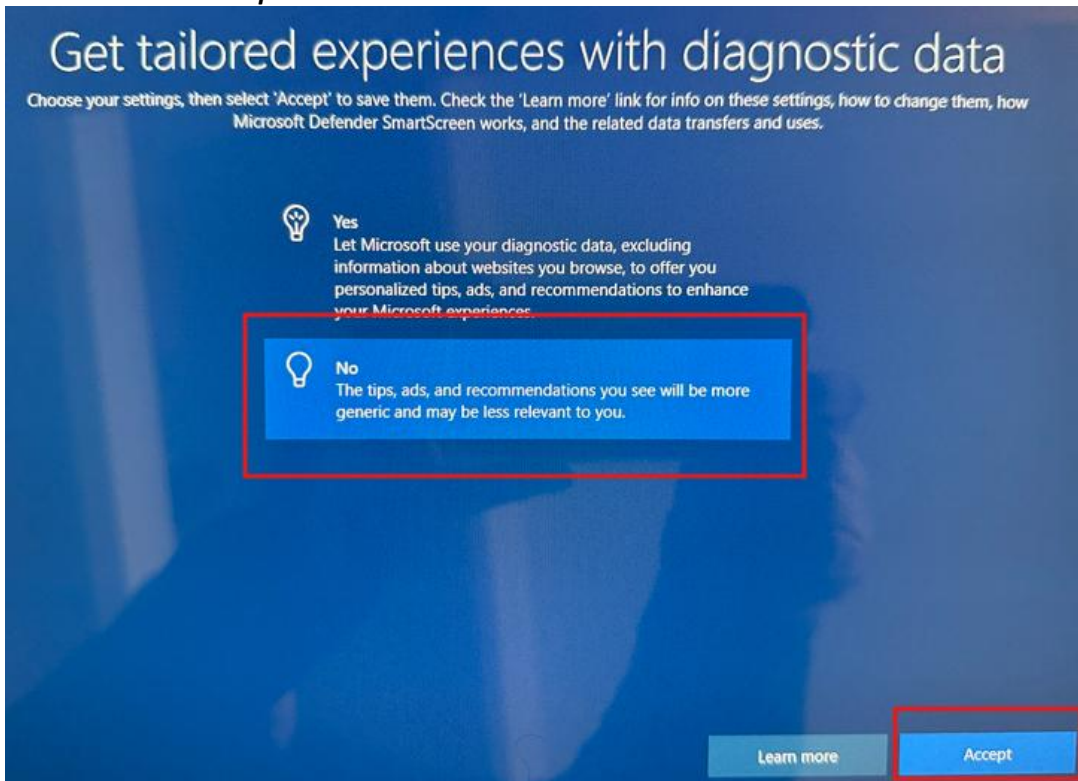 Get tailored experiences with diagnostic data
Choose your settings, then select 'Accept' to save them. Check the 'Learn more' link for info on these settings, how to change them, how
Microsoft Defender SmartScreen works, and the related data transfers and uses.
Yes
Let Microsoft use your diagnostic data, excluding
information about websites you browse, to offer you
personalized tips, ads, and recommendations to enhance
your Microsoft experiences.
No
The tips, ads, and recommendations you see will be more
generic and may be less relevant to you.
Learn more
Accept